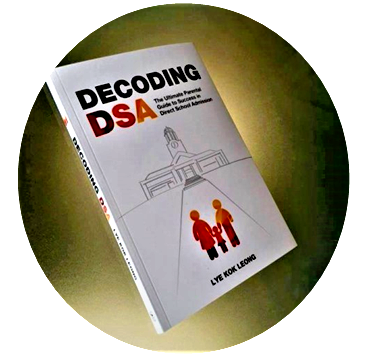 DECODING
DSA
The Ultimate Parental
Guide to Success in
Direct School Admission
LYE KOK LEONG
DECODING DSA
LYE KOK LEONG